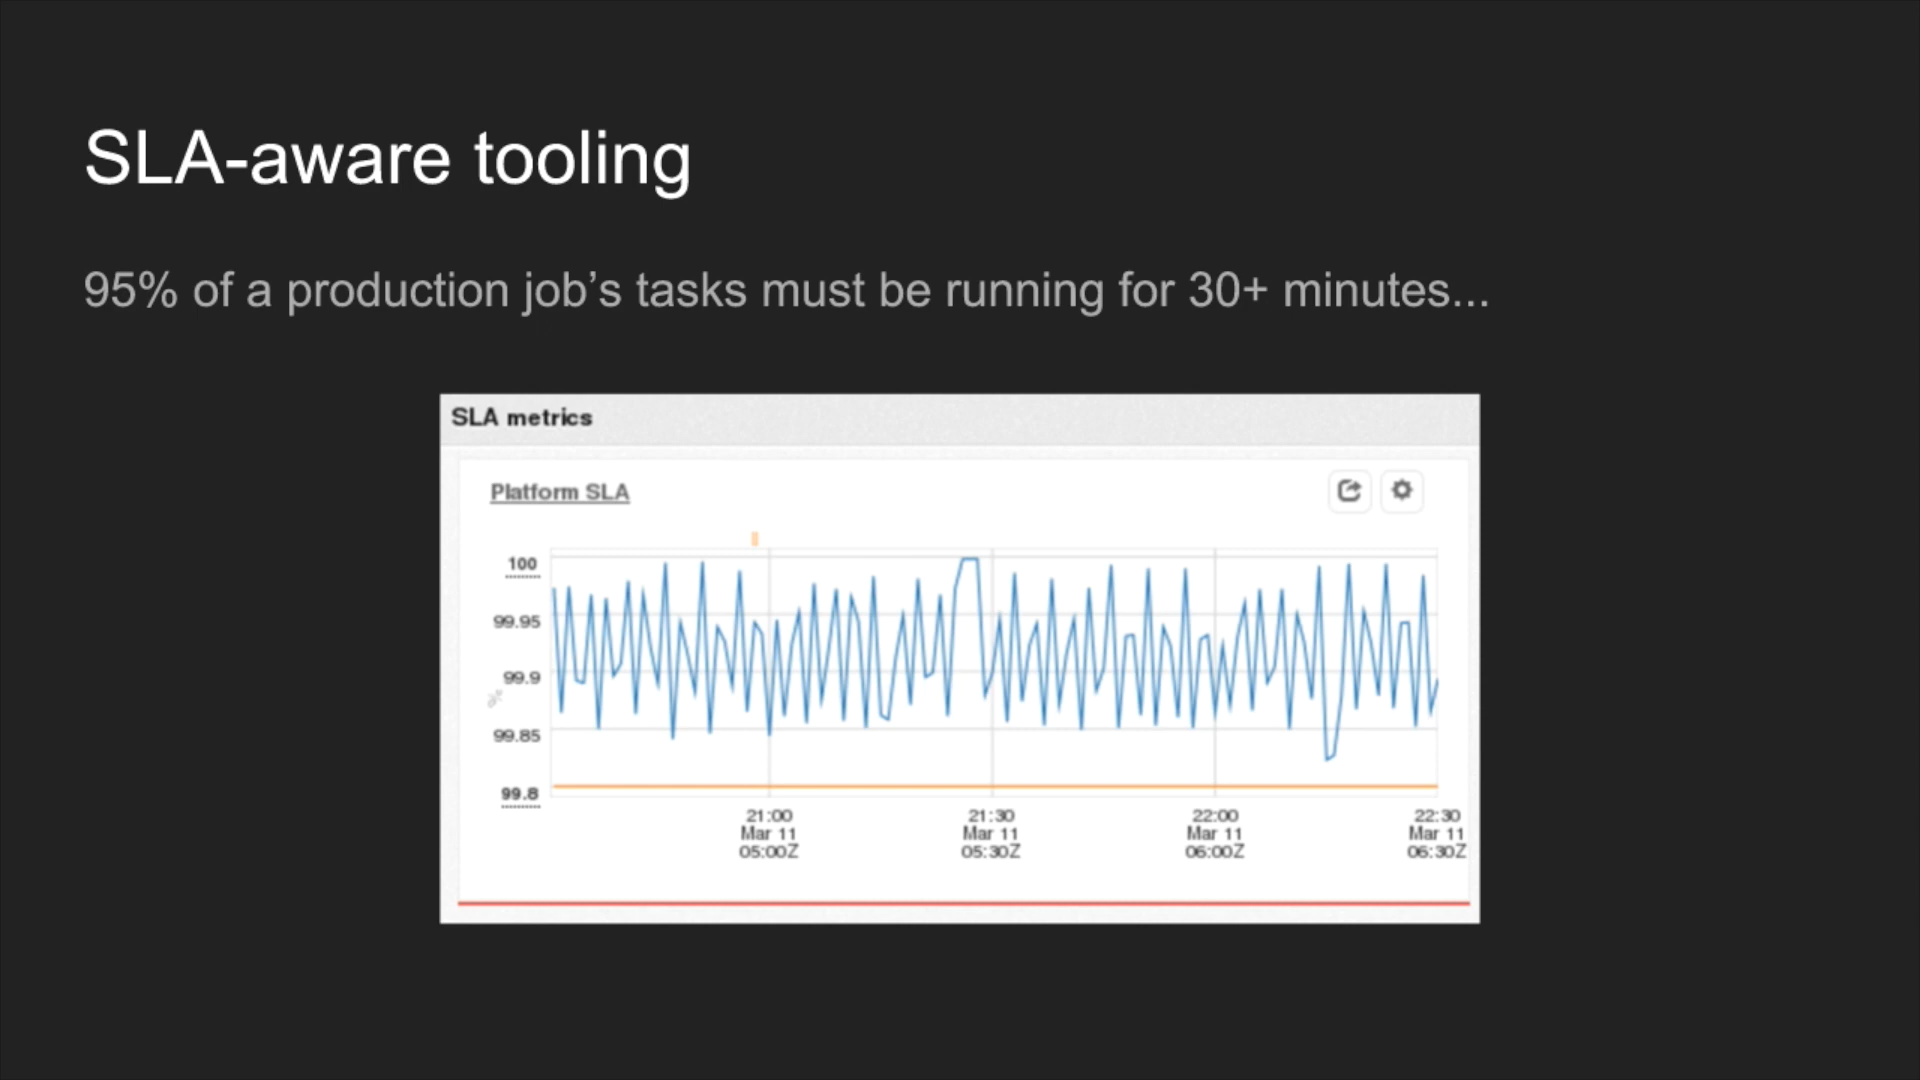 SLA-aware tooling
95% of a production job’s tasks must be running for 30+ minutes...
SLA metrics
Platform SLA
100
99.95
99.9
%
99.85
99.8
21:00 21:30 22:00 22:30
Mar 11 Mar 11 Mar 11 Mar 11
05:00Z 05:30Z 06:00Z 06:30Z